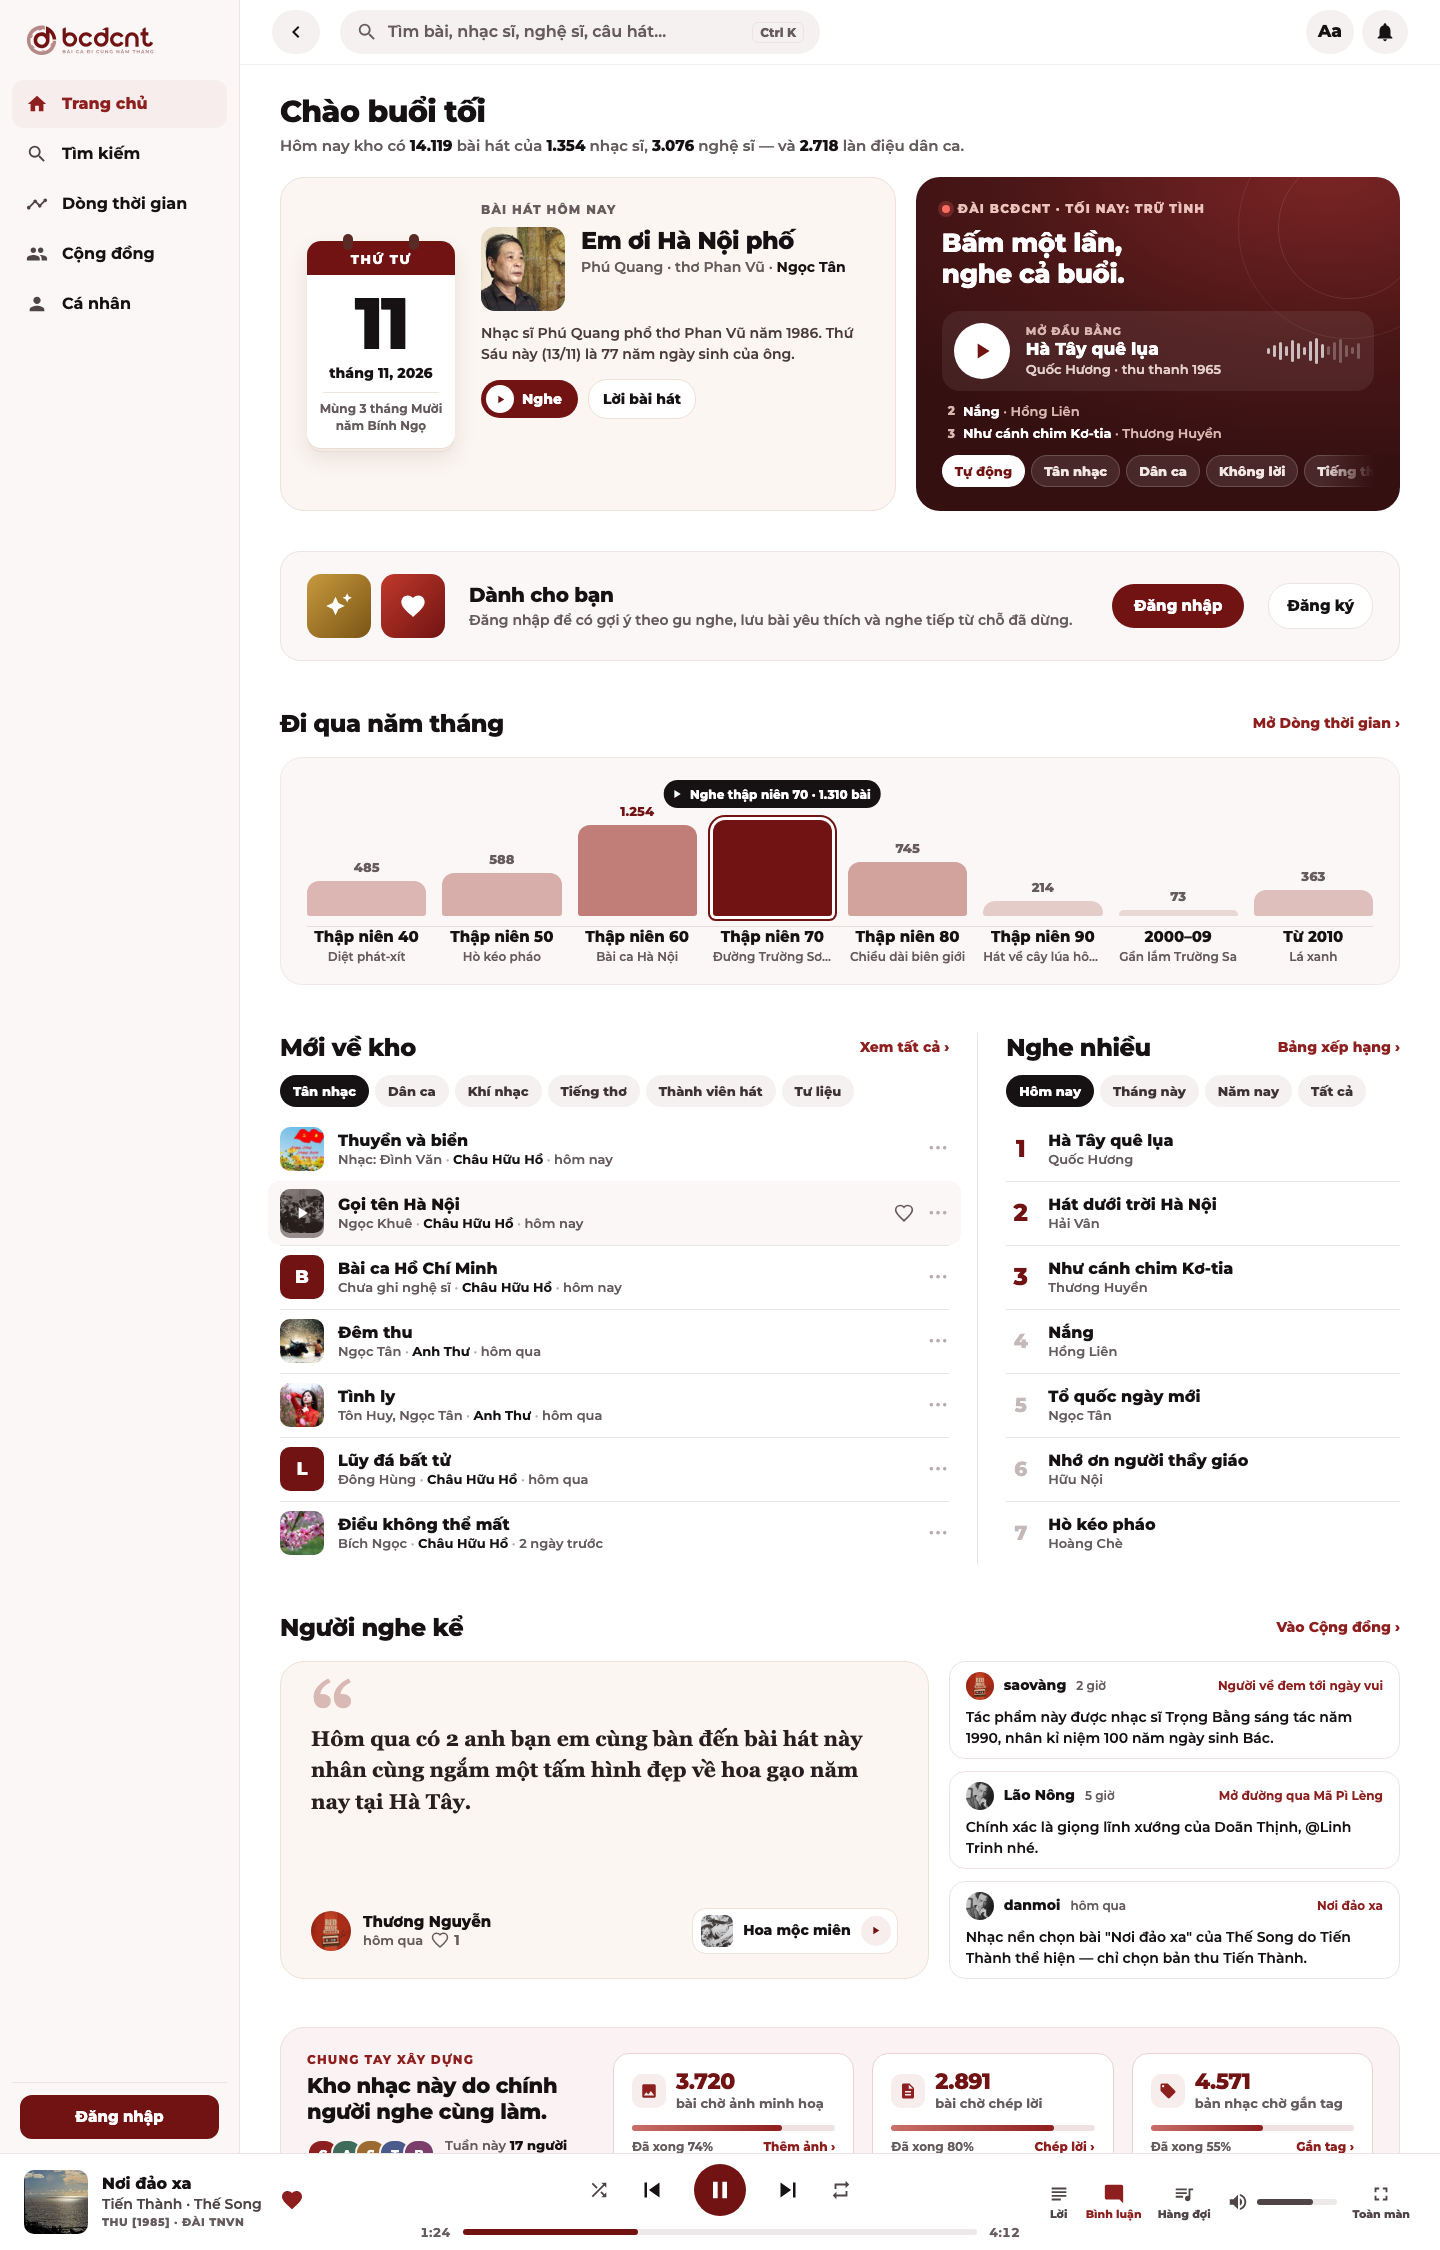 bcdcnt
BÀI CA ĐI CÙNG NĂM THÁNG
Trang chủ
Tìm kiếm
Dòng thời gian
Cộng đồng
Cá nhân
Đăng nhập
Tìm bài, nhạc sĩ, nghệ sĩ, câu hát...
Ctrl K
Aa
Chào buổi tối
Hôm nay kho có 14.119 bài hát của 1.354 nhạc sĩ, 3.076 nghệ sĩ — và 2.718 làn điệu dân ca.
THỨ TƯ
11
tháng 11, 2026
Mùng 3 tháng Mười
năm Bính Ngọ
BÀI HÁT HÔM NAY
Em ơi Hà Nội phố
Phú Quang · thơ Phan Vũ · Ngọc Tân
Nhạc sĩ Phú Quang phổ thơ Phan Vũ năm 1986. Thứ
Sáu này (13/11) là 77 năm ngày sinh của ông.
Nghe
Lời bài hát
ĐÀI BCĐCNT · TỐI NAY: TRỮ TÌNH
Bấm một lần,
nghe cả buổi.
MỞ ĐẦU BẰNG
Hà Tây quê lụa
Quốc Hương · thu thanh 1965
2 Nắng · Hồng Liên
3 Như cánh chim Kơ-tia · Thương Huyền
Tự động
Tân nhạc
Dân ca
Không lời
Tiếng th
Dành cho bạn
Đăng nhập để có gợi ý theo gu nghe, lưu bài yêu thích và nghe tiếp từ chỗ đã dừng.
Đăng nhập
Đăng ký
Đi qua năm tháng
Mở Dòng thời gian ›
485
588
1.254
Nghe thập niên 70 · 1.310 bài
745
214
73
363
Thập niên 40
Thập niên 50
Thập niên 60
Thập niên 70
Thập niên 80
Thập niên 90
2000–09
Từ 2010
Diệt phát-xít
Hò kéo pháo
Bài ca Hà Nội
Đường Trường Sơ...
Chiều dài biên giới
Hát về cây lúa hô...
Gần lắm Trường Sa
Lá xanh
Mới về kho
Xem tất cả ›
Tân nhạc
Dân ca
Khí nhạc
Tiếng thơ
Thành viên hát
Tư liệu
Thuyền và biển
Nhạc: Đình Văn · Châu Hữu Hồ · hôm nay
Gọi tên Hà Nội
Ngọc Khuê · Châu Hữu Hồ · hôm nay
B
Bài ca Hồ Chí Minh
Chưa ghi nghệ sĩ · Châu Hữu Hồ · hôm nay
Đêm thu
Ngọc Tân · Anh Thư · hôm qua
Tình ly
Tôn Huy, Ngọc Tân · Anh Thư · hôm qua
L
Lũy đá bất tử
Đông Hùng · Châu Hữu Hồ · hôm qua
Điều không thể mất
Bích Ngọc · Châu Hữu Hồ · 2 ngày trước
Nghe nhiều
Bảng xếp hạng ›
Hôm nay
Tháng này
Năm nay
Tất cả
1
Hà Tây quê lụa
Quốc Hương
2
Hát dưới trời Hà Nội
Hải Vân
3
Như cánh chim Kơ-tia
Thương Huyền
4
Nắng
Hồng Liên
5
Tổ quốc ngày mới
Ngọc Tân
6
Nhớ ơn người thầy giáo
Hữu Nội
7
Hò kéo pháo
Hoàng Chè
Người nghe kể
Vào Cộng đồng ›
“
Hôm qua có 2 anh bạn em cùng bàn đến bài hát này
nhân cùng ngắm một tấm hình đẹp về hoa gạo năm
nay tại Hà Tây.
Thương Nguyễn
hôm qua 1
Hoa mộc miên
saovàng 2 giờ
Người về đem tới ngày vui
Tác phẩm này được nhạc sĩ Trọng Bằng sáng tác năm
1990, nhân kỉ niệm 100 năm ngày sinh Bác.
Lão Nông 5 giờ
Mở đường qua Mã Pì Lèng
Chính xác là giọng lĩnh xướng của Doãn Thịnh, @Linh
Trinh nhé.
danmoi hôm qua
Nơi đảo xa
Nhạc nền chọn bài "Nơi đảo xa" của Thế Song do Tiến
Thành thể hiện — chỉ chọn bản thu Tiến Thành.
CHUNG TAY XÂY DỰNG
Kho nhạc này do chính
người nghe cùng làm.
Tuần này 17 người
3.720
bài chờ ảnh minh hoạ
Đã xong 74%
Thêm ảnh ›
2.891
bài chờ chép lời
Đã xong 80%
Chép lời ›
4.571
bản nhạc chờ gắn tag
Đã xong 55%
Gắn tag ›
Nơi đảo xa
Tiến Thành · Thế Song
THU [1985] · ĐÀI TNVN
1:24
4:12
Lời
Bình luận
Hàng đợi
Toàn màn